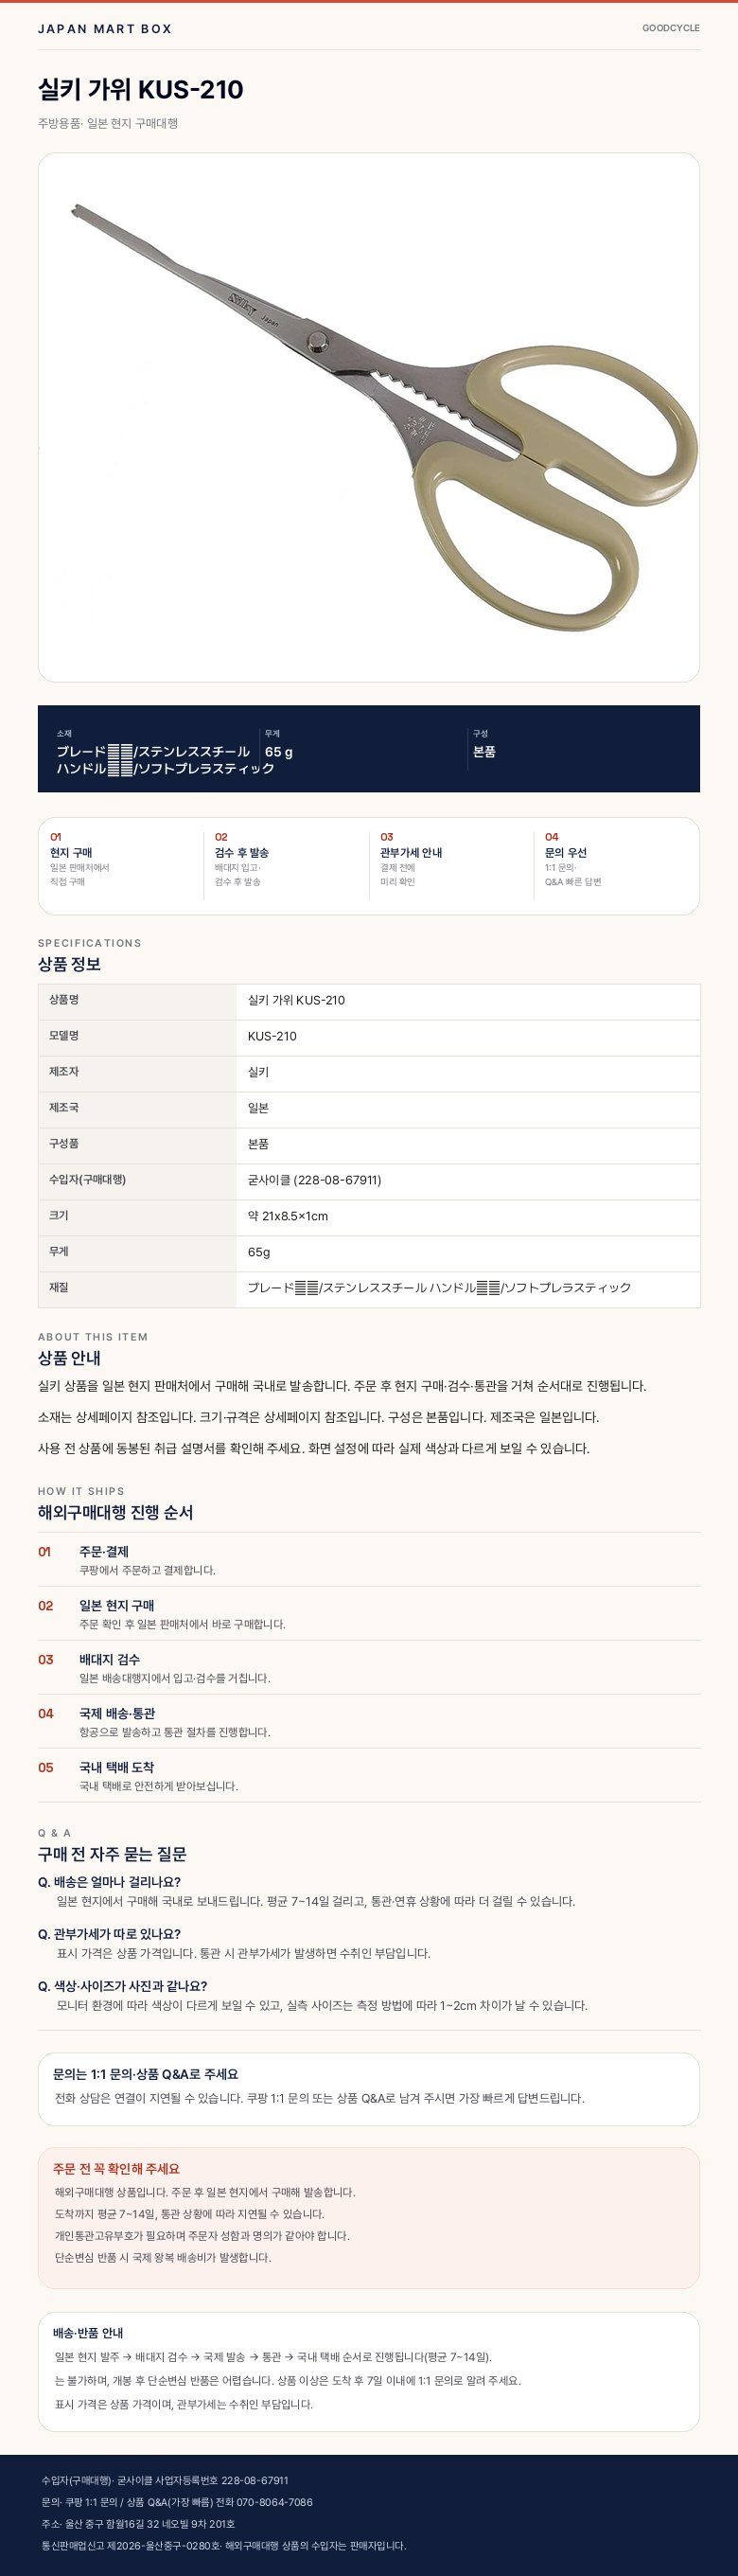 JAPAN MART BOX
GOODCYCLE
실키 가위 KUS-210
주방용품· 일본 현지 구매대행
Silky Japan
소재
ブレード䷀䷀/ステンレススチール
ハンドル䷀䷀/ソフトプレラスティック
무게
65 g
구성
본품
01
현지 구매
일본 판매처에서
직접 구매
02
검수 후 발송
배대지 입고·
검수 후 발송
03
관부가세 안내
결제 전에
미리 확인
04
문의 우선
1:1 문의·
Q&A 빠른 답변
SPECIFICATIONS
상품 정보
상품명 실키 가위 KUS-210
모델명 KUS-210
제조자 실키
제조국 일본
구성품 본품
수입자(구매대행) 굳사이클 (228-08-67911)
크기 약 21x8.5×1cm
무게 65g
재질 ブレード䷀䷀/ステンレススチール ハンドル䷀䷀/ソフトプレラスティック
ABOUT THIS ITEM
상품 안내
실키 상품을 일본 현지 판매처에서 구매해 국내로 발송합니다. 주문 후 현지 구매·검수·통관을 거쳐 순서대로 진행됩니다.
소재는 상세페이지 참조입니다. 크기·규격은 상세페이지 참조입니다. 구성은 본품입니다. 제조국은 일본입니다.
사용 전 상품에 동봉된 취급 설명서를 확인해 주세요. 화면 설정에 따라 실제 색상과 다르게 보일 수 있습니다.
HOW IT SHIPS
해외구매대행 진행 순서
01 주문·결제
쿠팡에서 주문하고 결제합니다.
02 일본 현지 구매
주문 확인 후 일본 판매처에서 바로 구매합니다.
03 배대지 검수
일본 배송대행지에서 입고·검수를 거칩니다.
04 국제 배송·통관
항공으로 발송하고 통관 절차를 진행합니다.
05 국내 택배 도착
국내 택배로 안전하게 받아보십니다.
Q & A
구매 전 자주 묻는 질문
Q. 배송은 얼마나 걸리나요?
일본 현지에서 구매해 국내로 보내드립니다. 평균 7~14일 걸리고, 통관·연휴 상황에 따라 더 걸릴 수 있습니다.
Q. 관부가세가 따로 있나요?
표시 가격은 상품 가격입니다. 통관 시 관부가세가 발생하면 수취인 부담입니다.
Q. 색상·사이즈가 사진과 같나요?
모니터 환경에 따라 색상이 다르게 보일 수 있고, 실측 사이즈는 측정 방법에 따라 1~2cm 차이가 날 수 있습니다.
문의는 1:1 문의·상품 Q&A로 주세요
전화 상담은 연결이 지연될 수 있습니다. 쿠팡 1:1 문의 또는 상품 Q&A로 남겨 주시면 가장 빠르게 답변드립니다.
주문 전 꼭 확인해 주세요
해외구매대행 상품입니다. 주문 후 일본 현지에서 구매해 발송합니다.
도착까지 평균 7~14일, 통관 상황에 따라 지연될 수 있습니다.
개인통관고유부호가 필요하며 주문자 성함과 명의가 같아야 합니다.
단순변심 반품 시 국제 왕복 배송비가 발생합니다.
배송·반품 안내
일본 현지 발주 → 배대지 검수 → 국제 발송 → 통관 → 국내 택배 순서로 진행됩니다(평균 7~14일).
는 불가하며, 개봉 후 단순변심 반품은 어렵습니다. 상품 이상은 도착 후 7일 이내에 1:1 문의로 알려 주세요.
표시 가격은 상품 가격이며, 관부가세는 수취인 부담입니다.
수입자(구매대행)· 굳사이클 사업자등록번호 228-08-67911
문의· 쿠팡 1:1 문의 / 상품 Q&A(가장 빠름) 전화 070-8064-7086
주소· 울산 중구 함월16길 32 네오빌 9차 201호
통신판매업신고 제2026-울산중구-0280호· 해외구매대행 상품의 수입자는 판매자입니다.